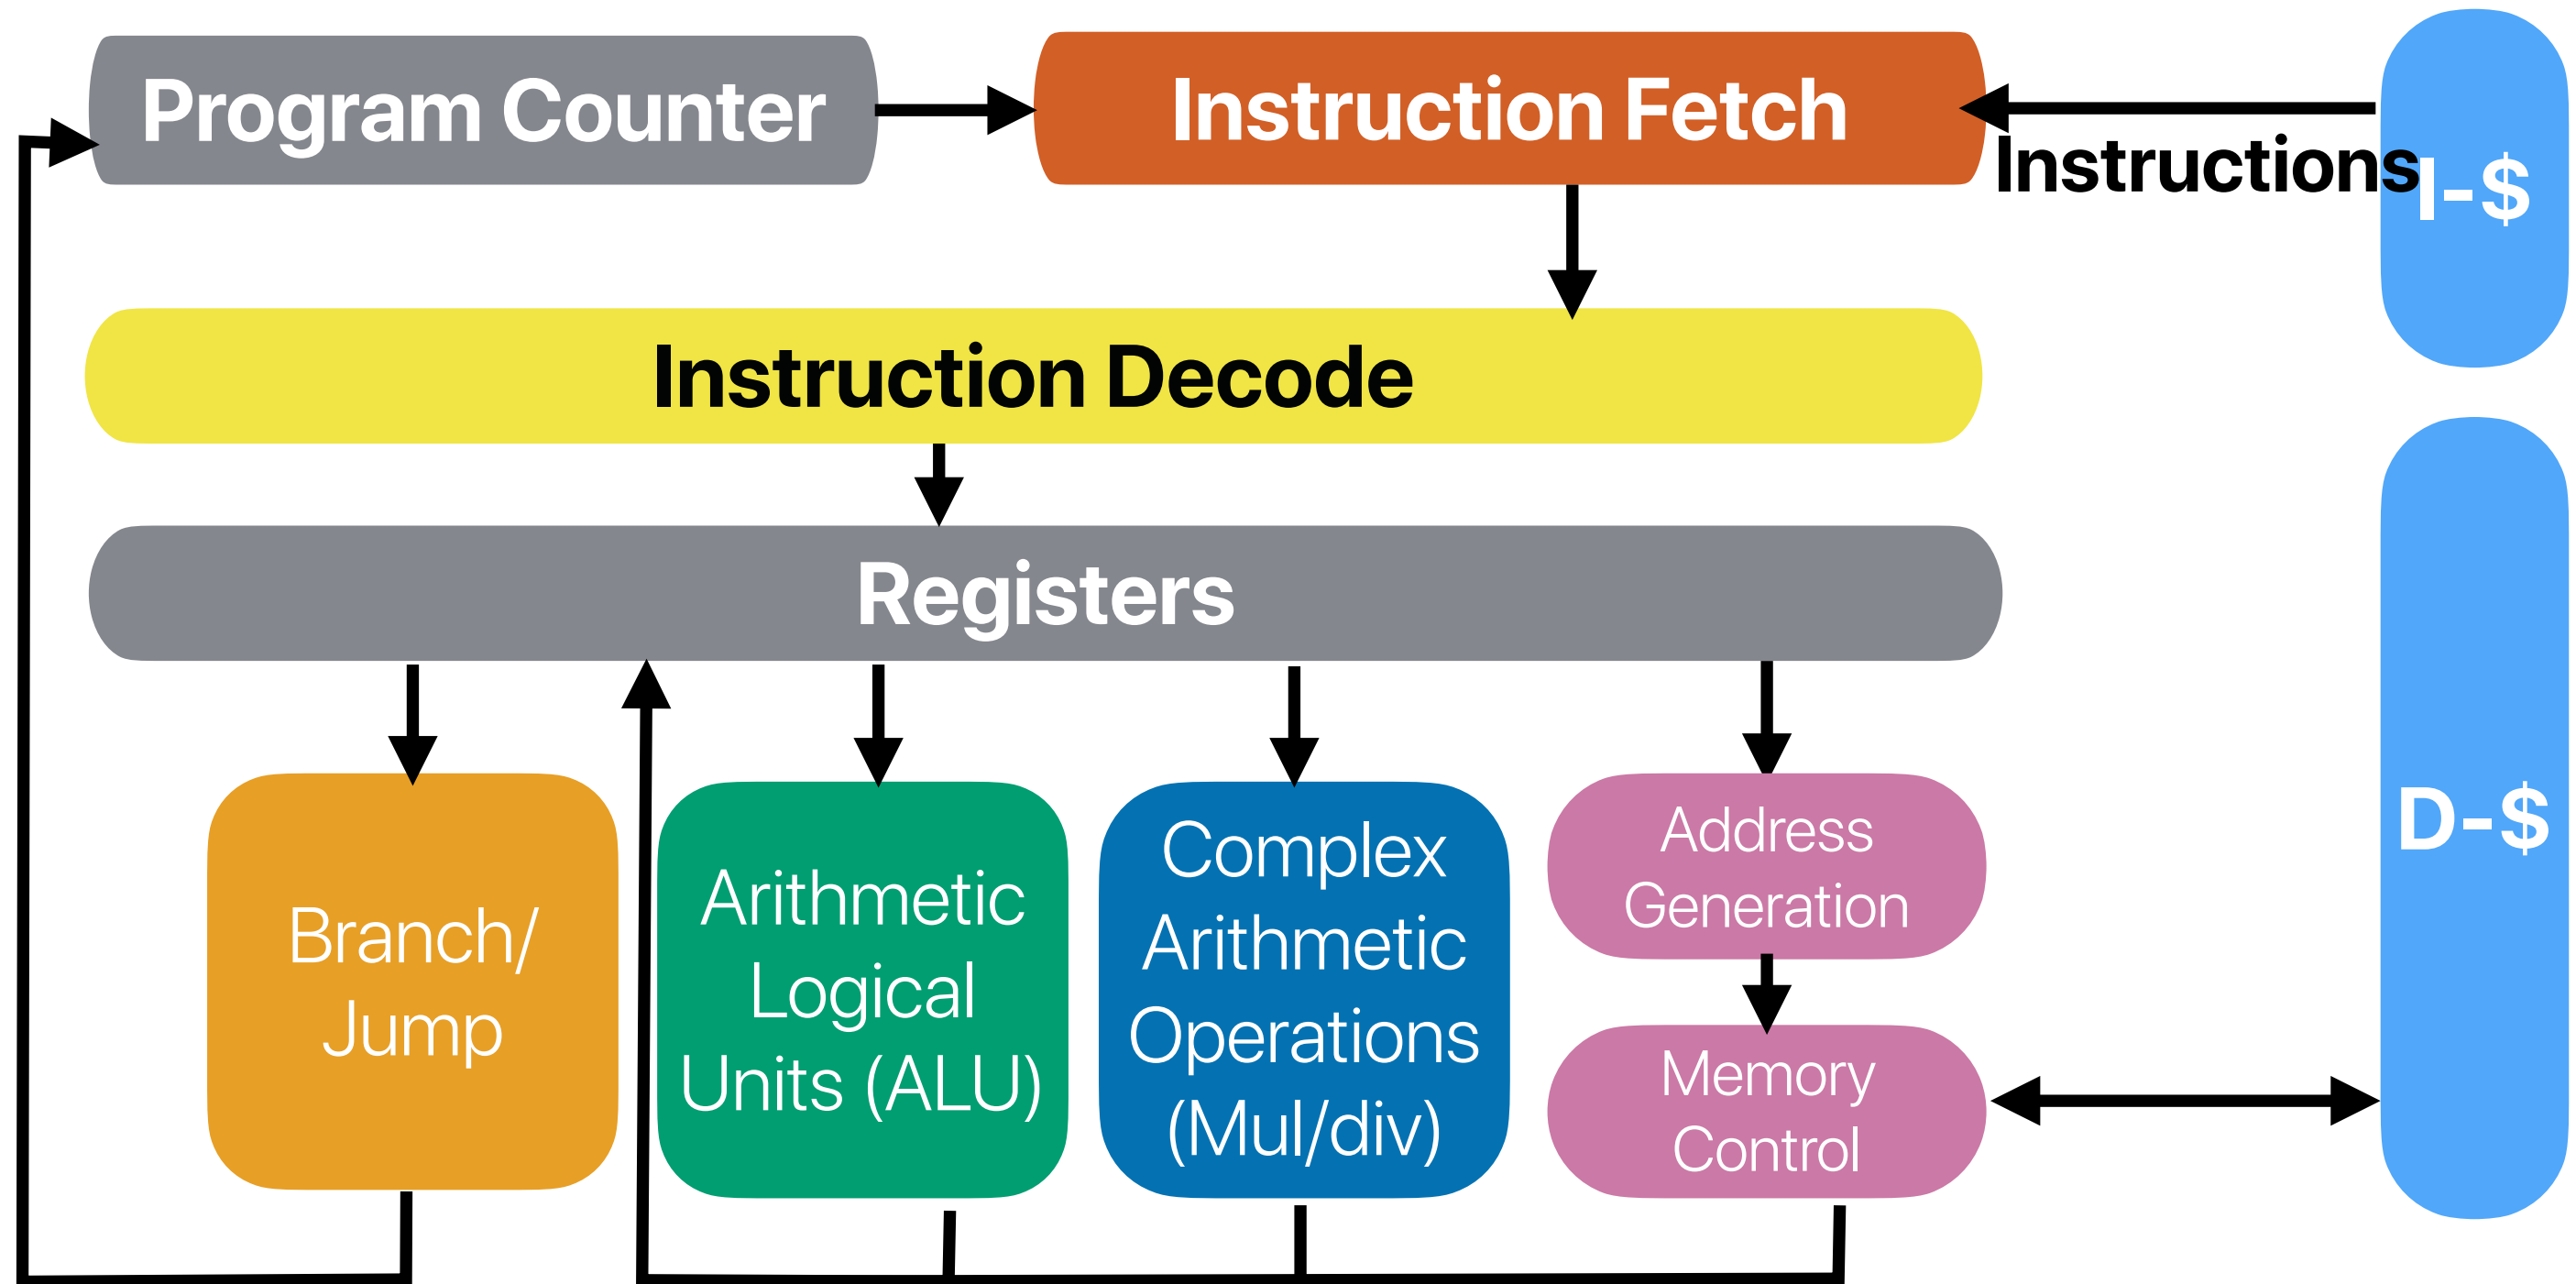 Program Counter
Instruction Fetch
Instructions
I-$
Instruction Decode
Registers
Branch/
Jump
Arithmetic
Logical
Units (ALU)
Complex
Arithmetic
Operations
(Mul/div)
Address
Generation
Memory
Control
D-$